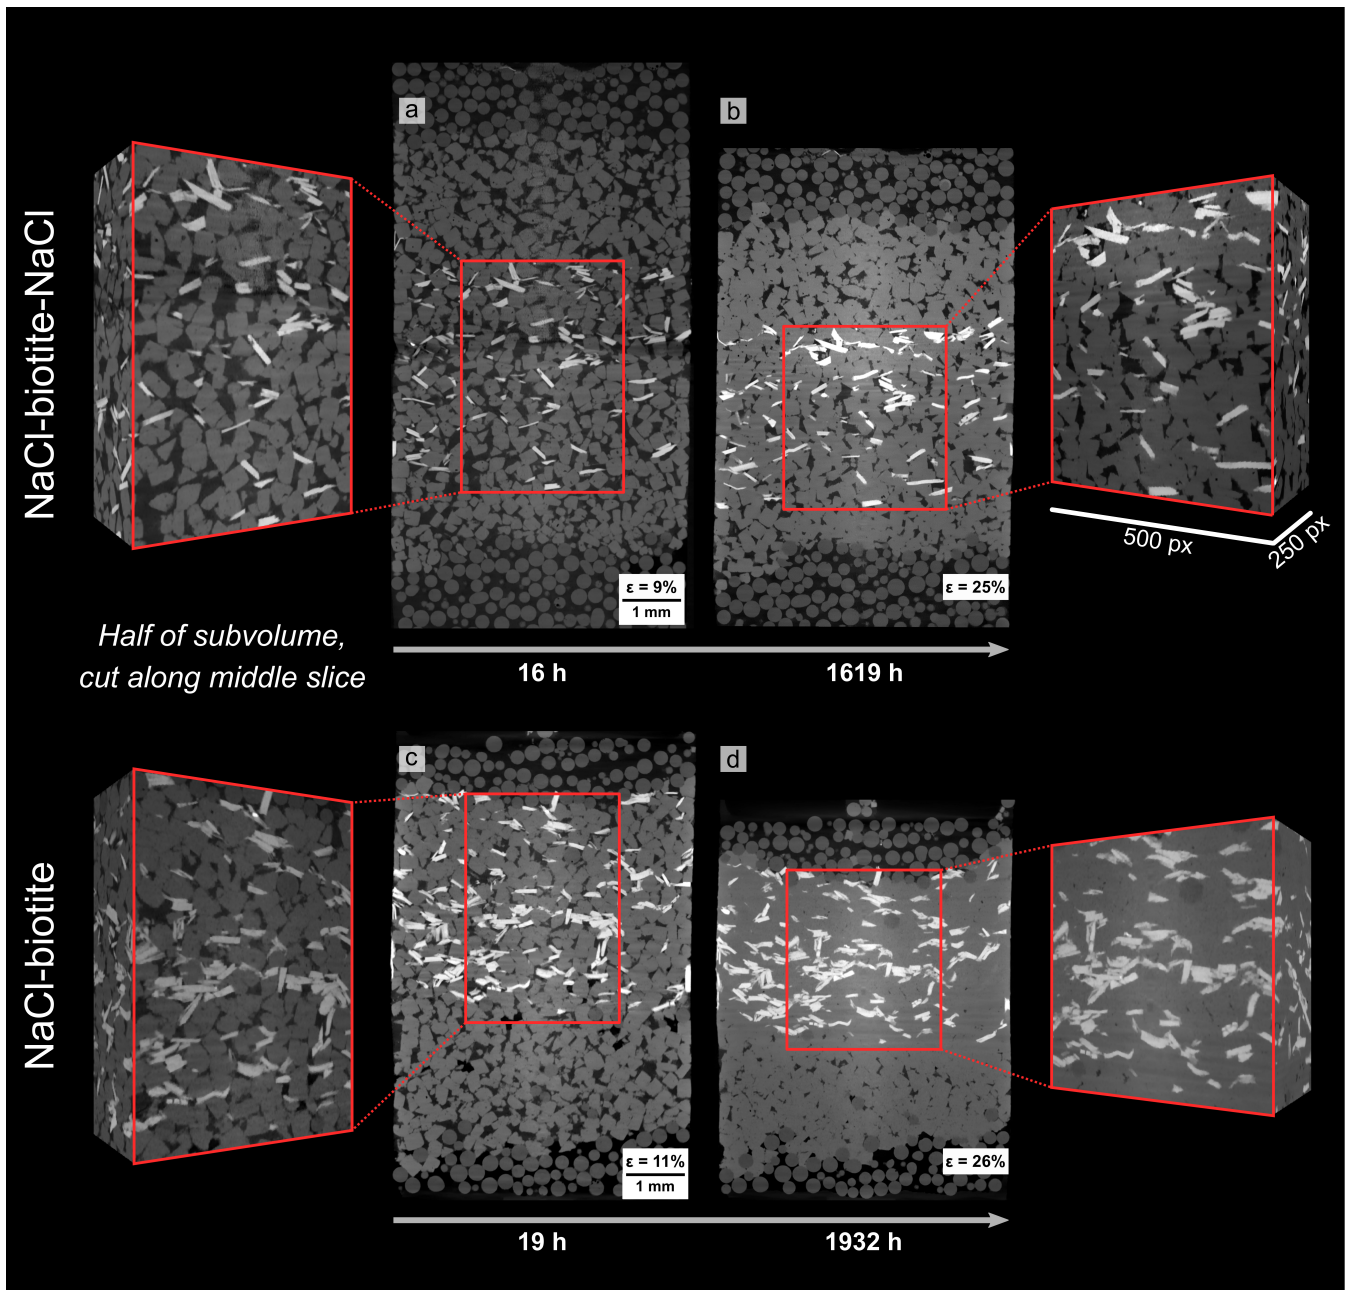 NaCl-biotite-NaCl
a
b
500 px
250 px
ε = 9%
1 mm
ε = 25%
Half of subvolume,
cut along middle slice
16 h
1619 h
NaCl-biotite
c
d
ε = 11%
1 mm
ε = 26%
19 h
1932 h